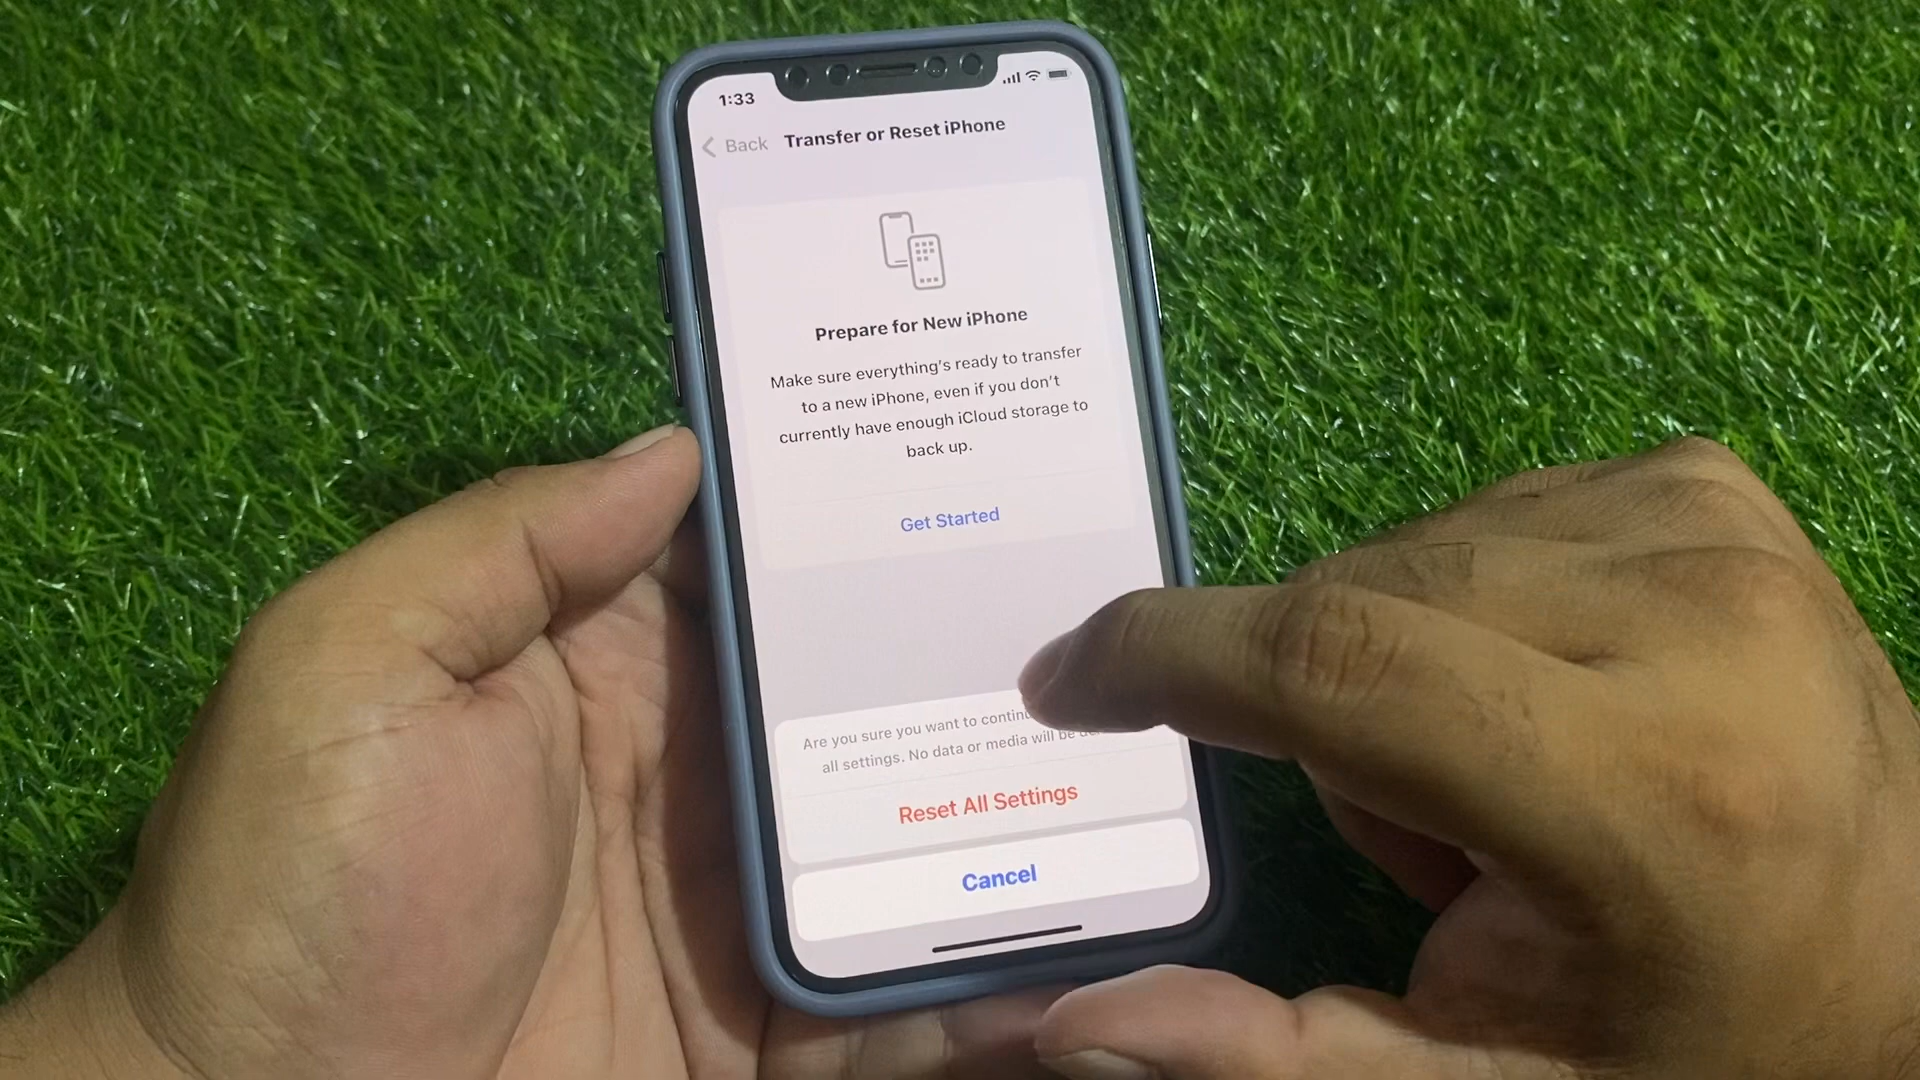 1:33
Back
Transfer or Reset iPhone
Prepare for New iPhone
Make sure everything's ready to transfer
to a new iPhone, even if you don't
currently have enough iCloud storage to
back up.
Get Started
Are you sure you want to
all settings. No data or media will be
Reset All Settings
Cancel